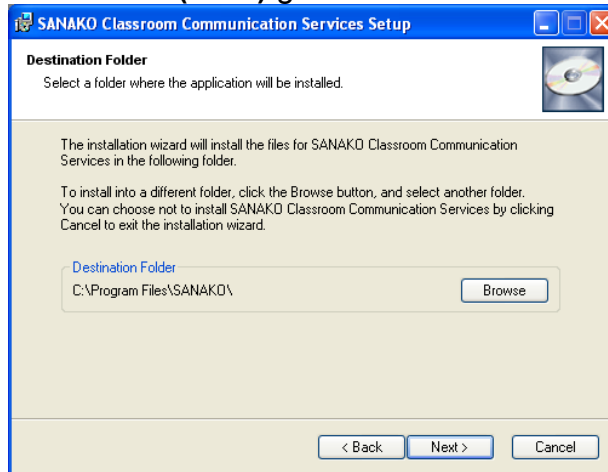 SANAKO Classroom Communication Services Setup
Destination Folder
Select a folder where the application will be installed.
The installation wizard will install the files for SANAKO Classroom Communication
Services in the following folder.
To install into a different folder, click the Browse button, and select another folder.
You can choose not to install SANAKO Classroom Communication Services by clicking
Cancel to exit the installation wizard.
Destination Folder
C:\Program Files\SANAKO\
Browse
< Back Next > Cancel